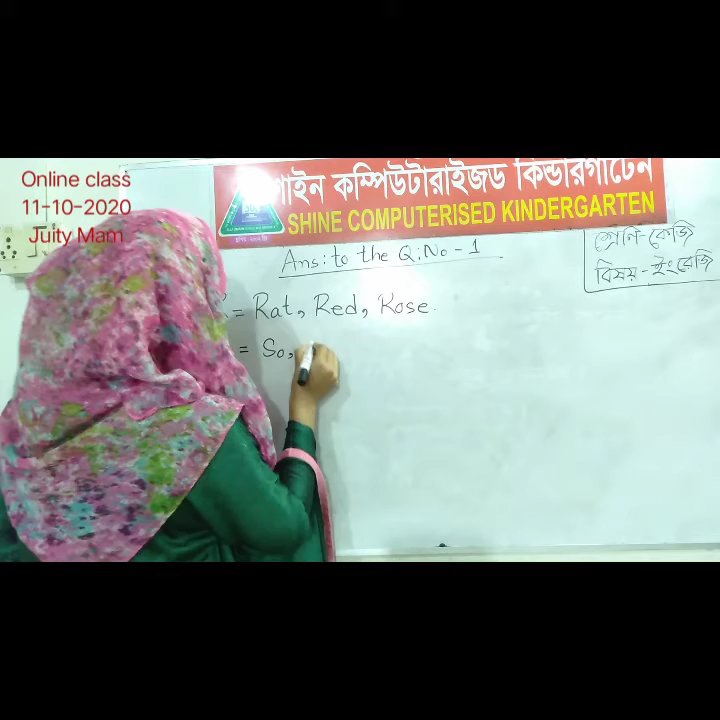 Online class
11-10-2020
Juity Mam
শাইন কম্পিউটারাইজড কিন্ডারগার্টেন
SHINE COMPUTERISED KINDERGARTEN
শ্রেণি-কেজি
বিষয়-ইংরেজি
Ans: to the Q: No - 1
= Rat, Red, Rose.
= So,